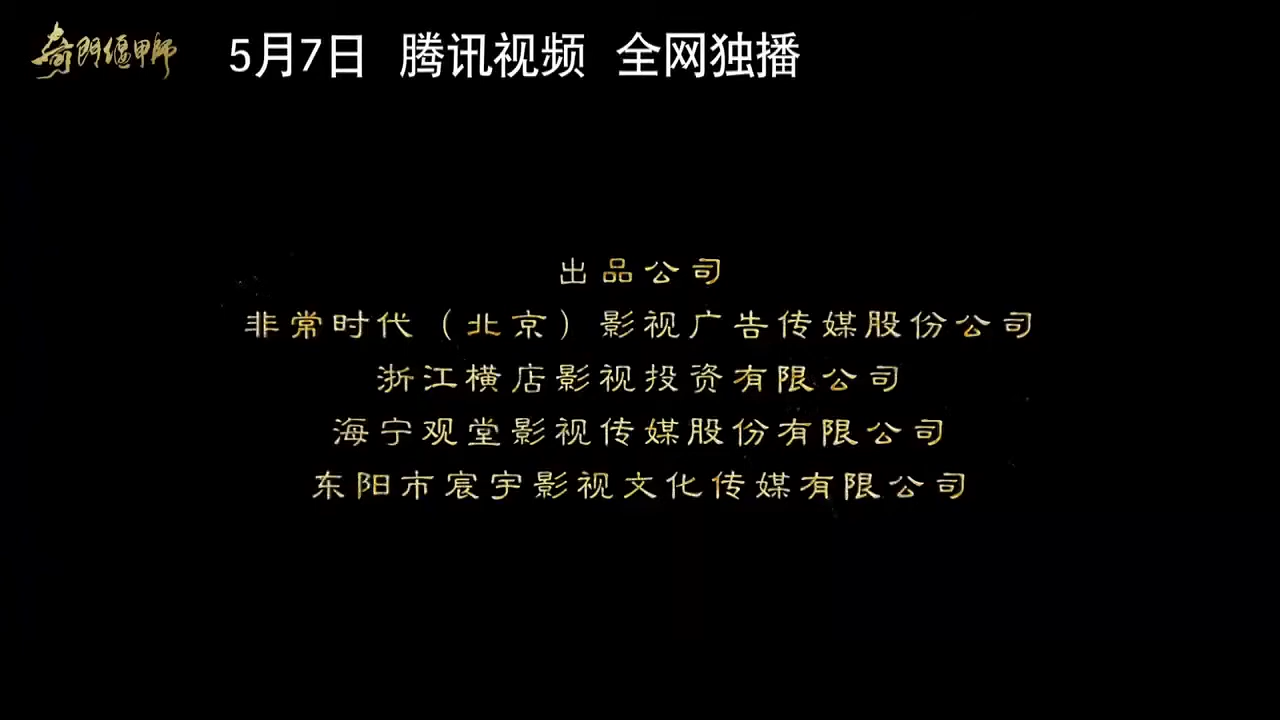 奇门偃甲师
5月7日 腾讯视频 全网独播
出品公司
非常时代（北京）影视广告传媒股份公司
浙江横店影视投资有限公司
海宁观堂影视传媒股份有限公司
东阳市宸宇影视文化传媒有限公司